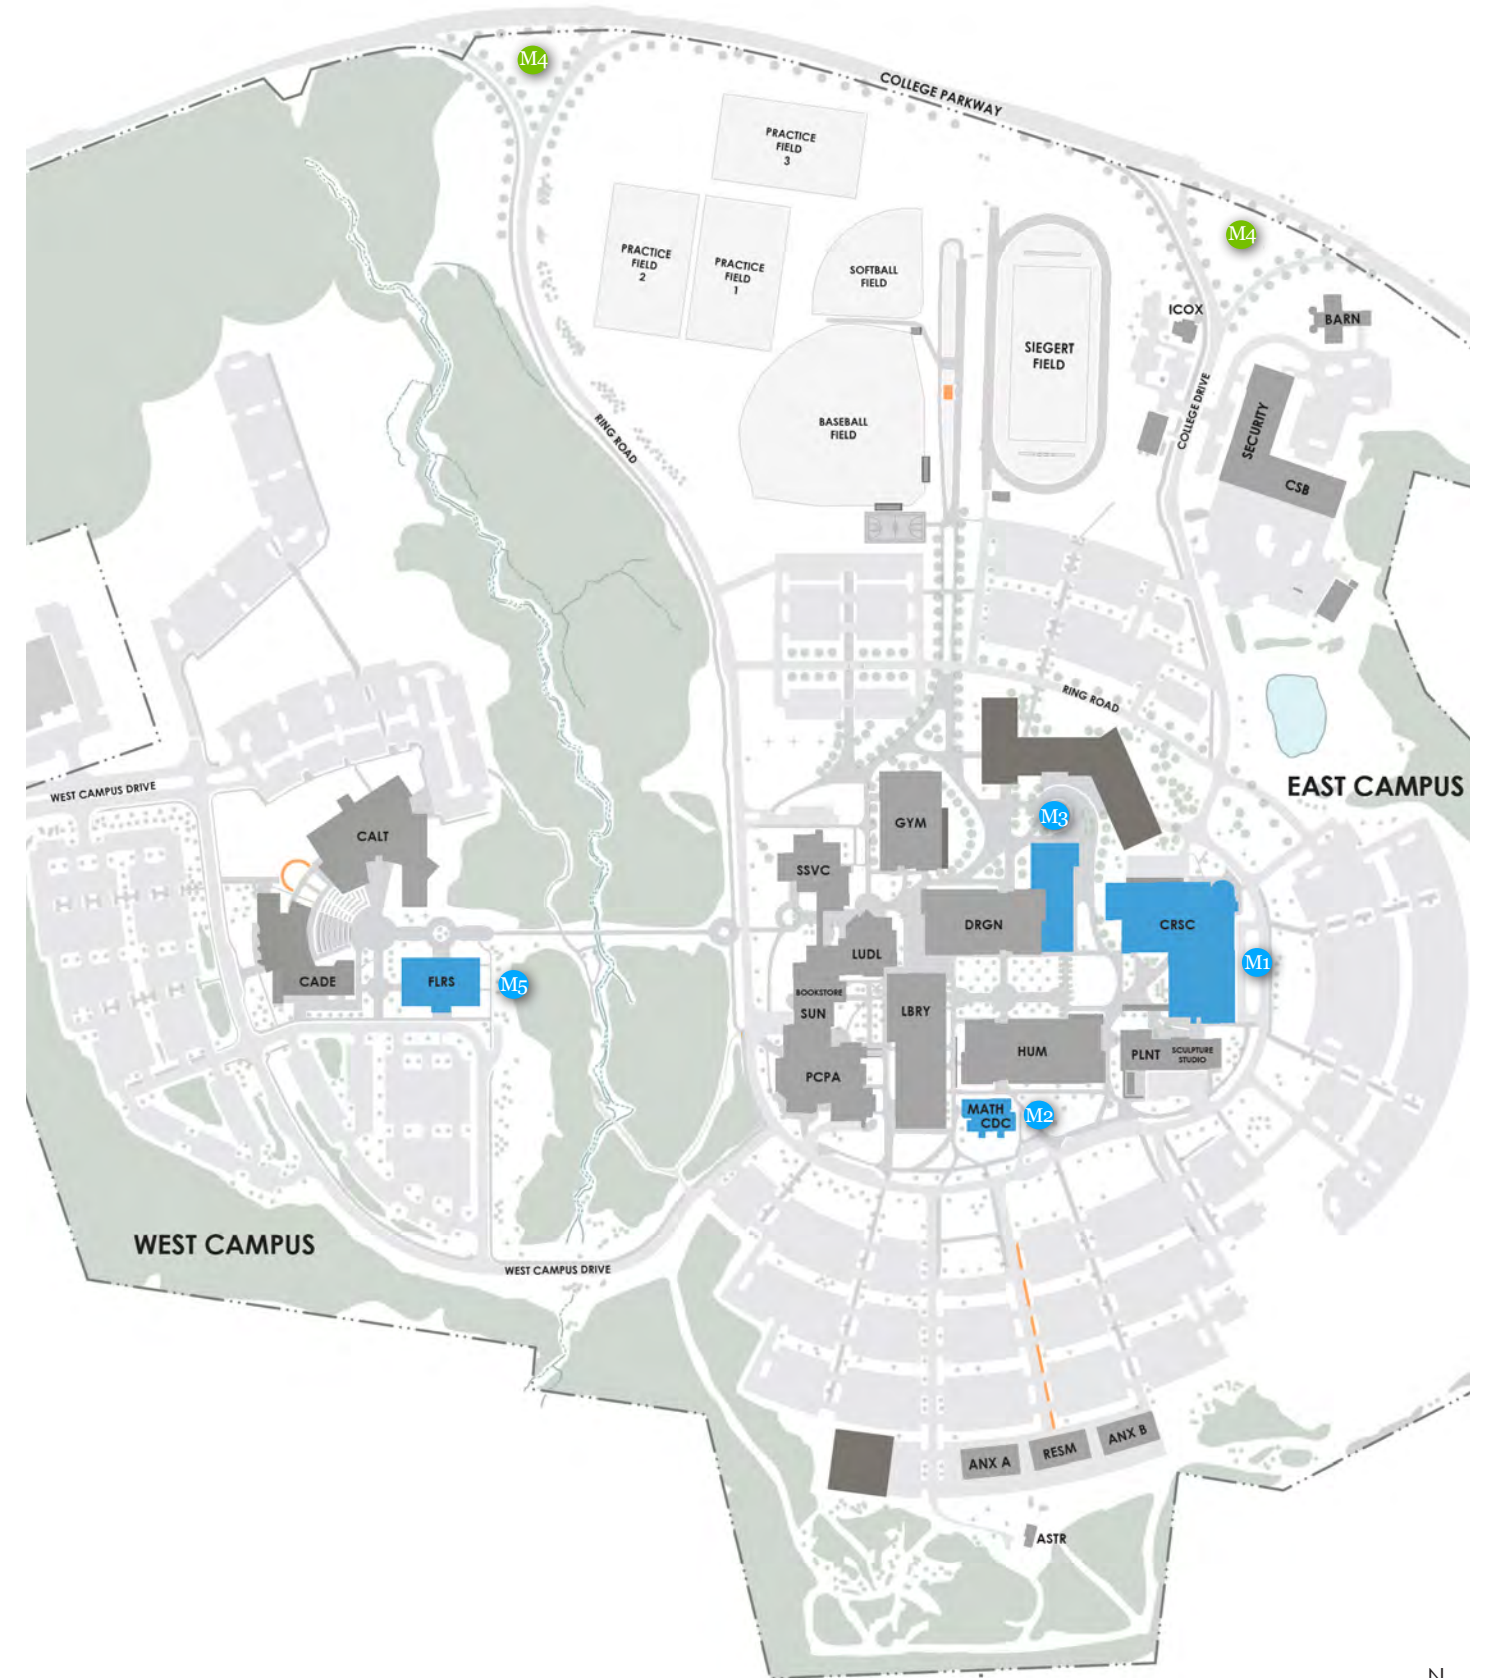 M4
COLLEGE PARKWAY
PRACTICE
FIELD
3
M4
PRACTICE
FIELD
2
PRACTICE
FIELD
1
SOFTBALL
FIELD
ICOX
BARN
SIEGERT
FIELD
COLLEGE DRIVE
RING ROAD
BASEBALL
FIELD
SECURITY
CSB
RING ROAD
EAST CAMPUS
WEST CAMPUS DRIVE
M3
GYM
CALT
SSVC
DRGN
CRSC
LUDL
M1
CADE
FLRS
M5
BOOKSTORE
SUN
LBRY
HUM
PLNT
SCULPTURE
STUDIO
PCPA
MATH
CDC
M2
WEST CAMPUS
WEST CAMPUS DRIVE
ANX A
RESM
ANX B
ASTR
N